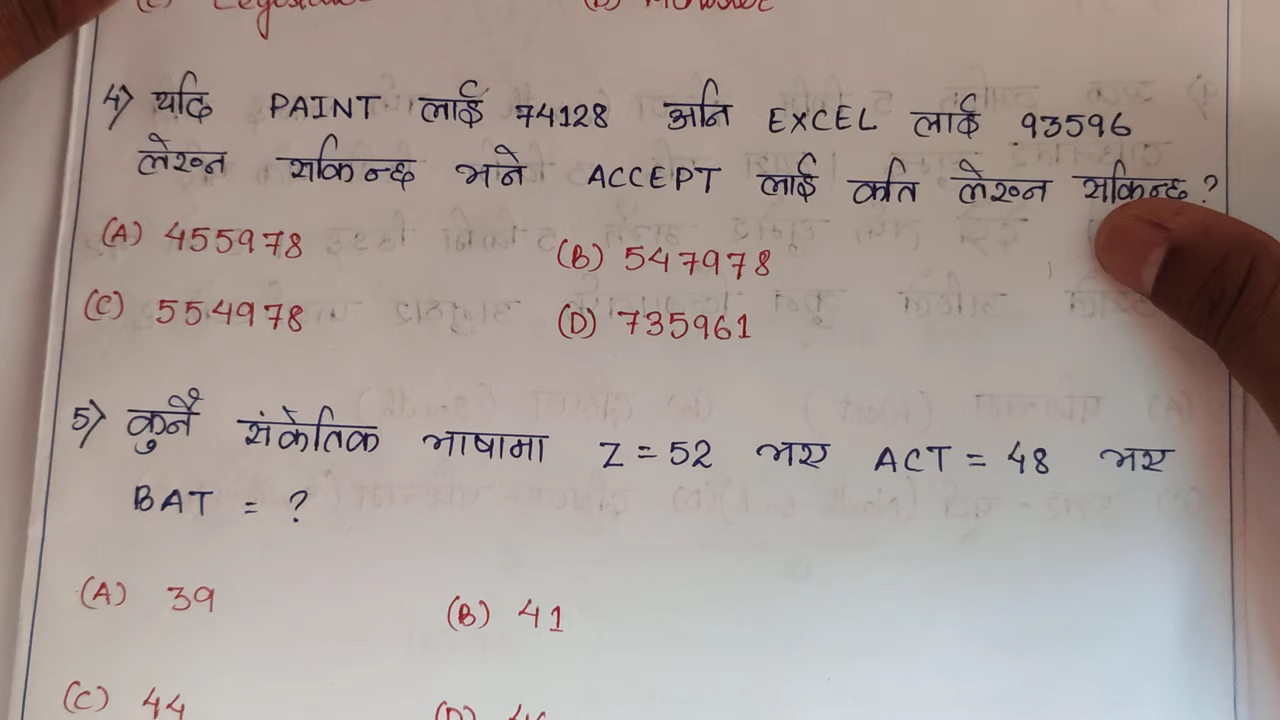 4) यदि PAINT लाई 74128 अनि EXCEL लाई 93596
लेख्न सकिन्छ भने ACCEPT लाई कति लेख्न सकिन्छ?
(A) 455978
(B) 547978
(C) 554978
(D) 735961
5) कुनै संकेतिक भाषामा Z = 52 भए ACT = 48 भए
BAT = ?
(A) 39
(B) 41
(C) 44
(D)